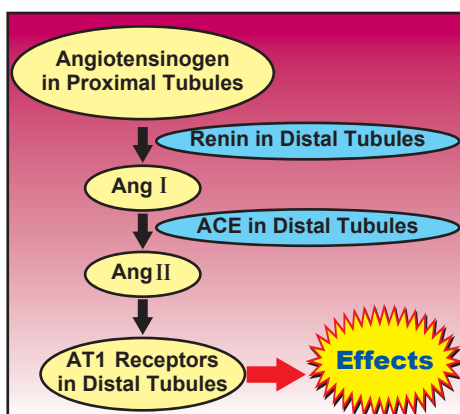 Angiotensinogen
in Proximal Tubules
Renin in Distal Tubules
Ang I
ACE in Distal Tubules
Ang II
AT1 Receptors
in Distal Tubules
Effects